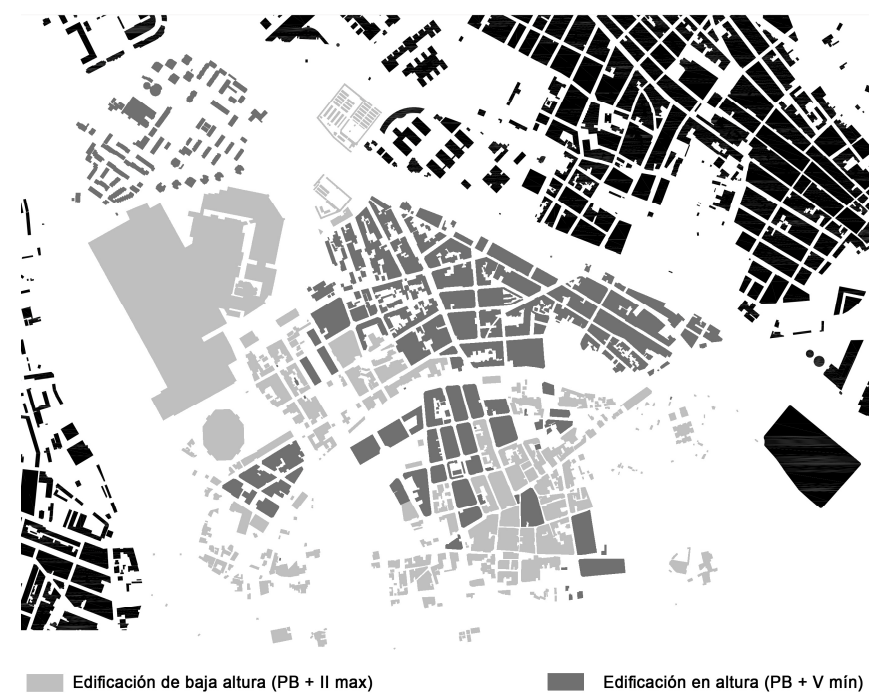 Edificación de baja altura (PB + II max)
Edificación en altura (PB + V mín)